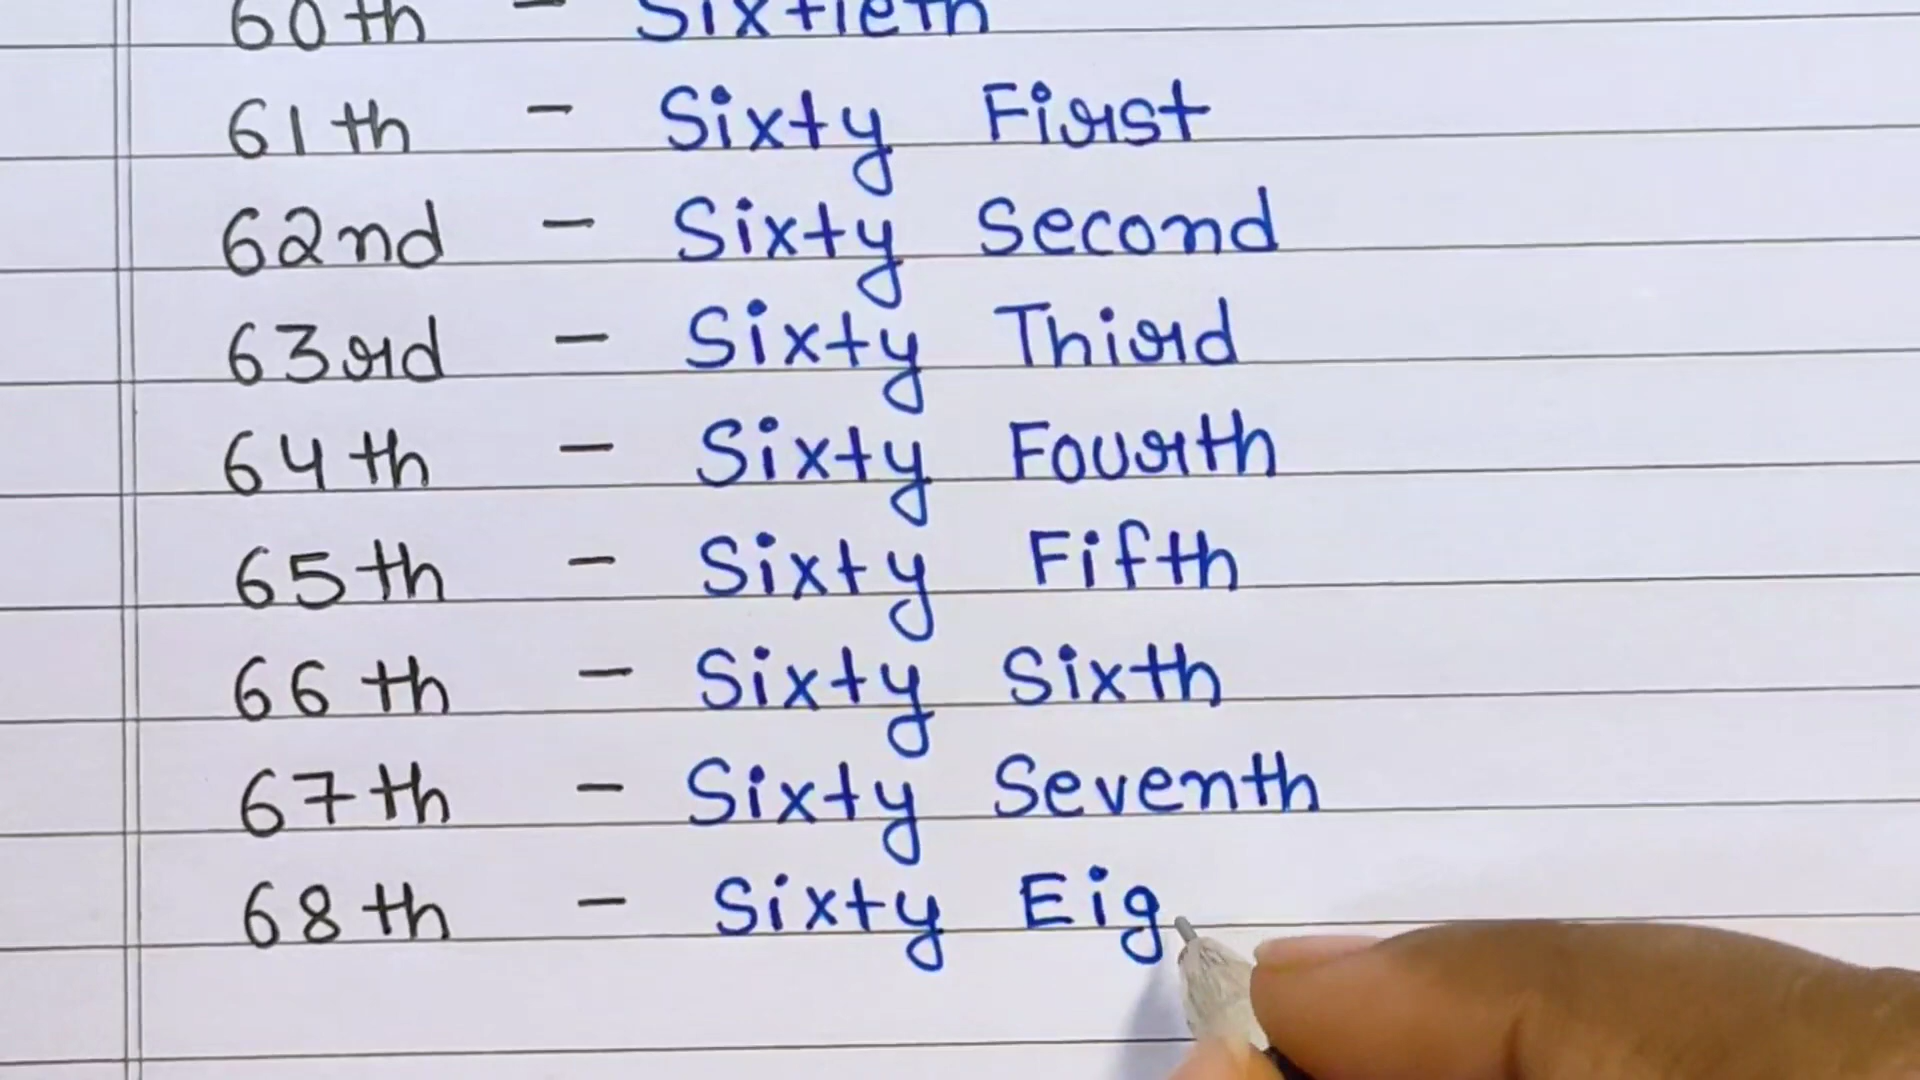 60th - Sixtieth
61th - Sixty First
62nd - Sixty Second
63rd - Sixty Third
64th - Sixty Fourth
65th - Sixty Fifth
66th - Sixty Sixth
67th - Sixty Seventh
68th - Sixty Eig